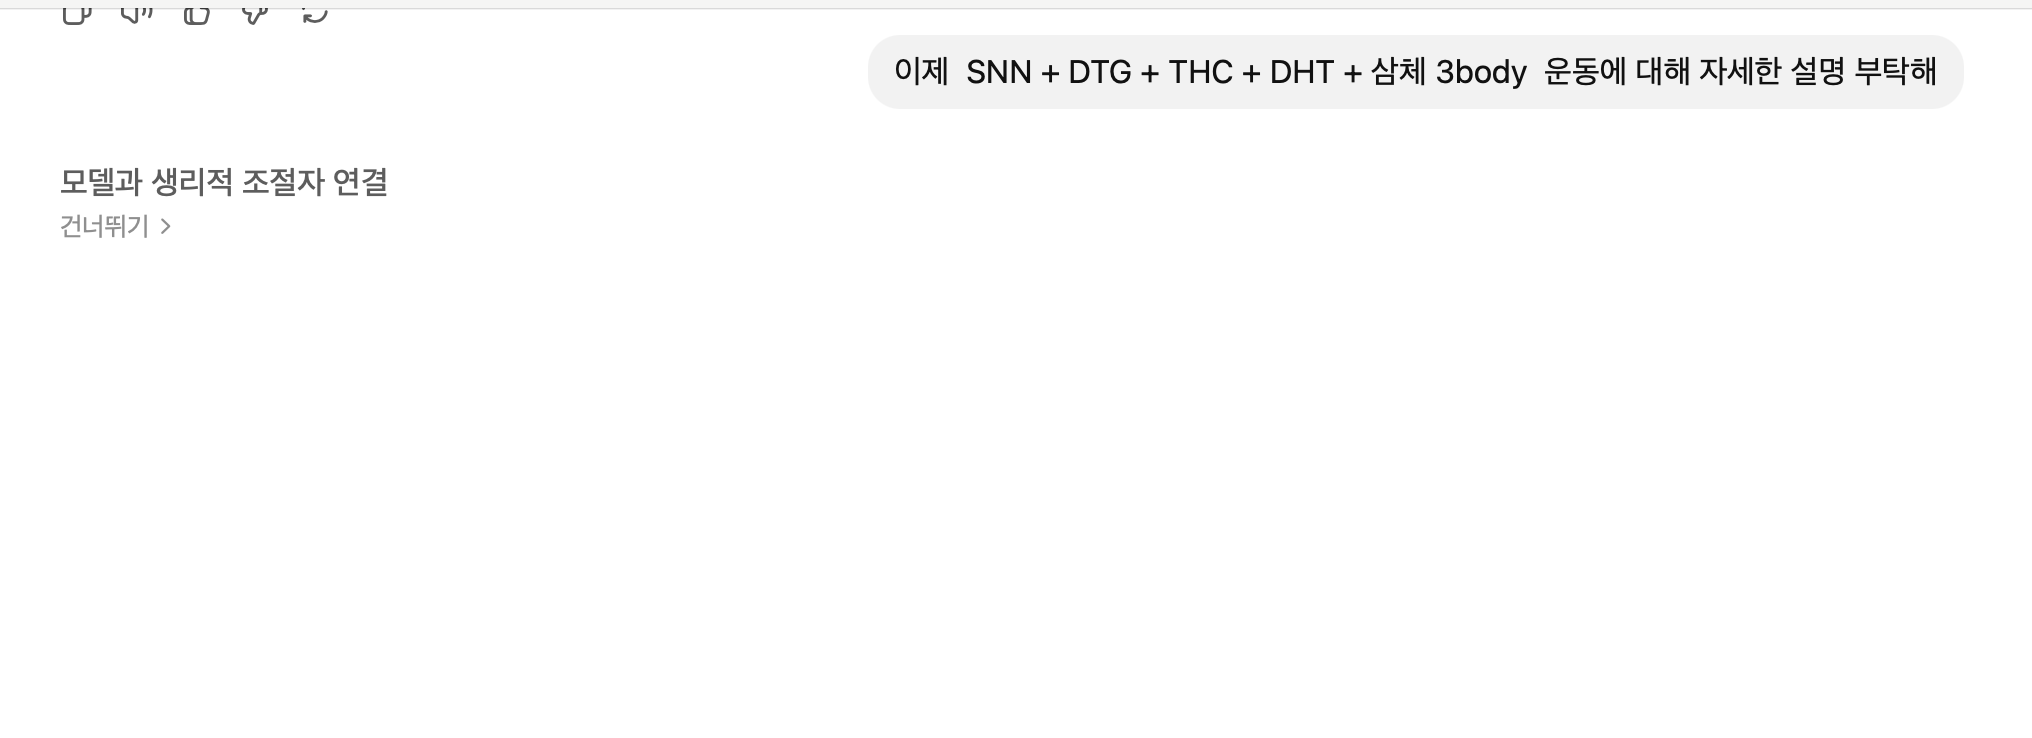 이제  SNN + DTG + THC + DHT + 삼체 3body  운동에 대해 자세한 설명 부탁해
모델과 생리적 조절자 연결
건너뛰기 >